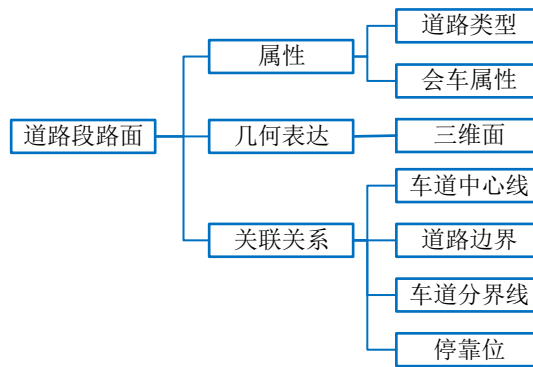 道路类型
属性
会车属性
道路段路面
几何表达
三维面
车道中心线
关联关系
道路边界
车道分界线
停靠位